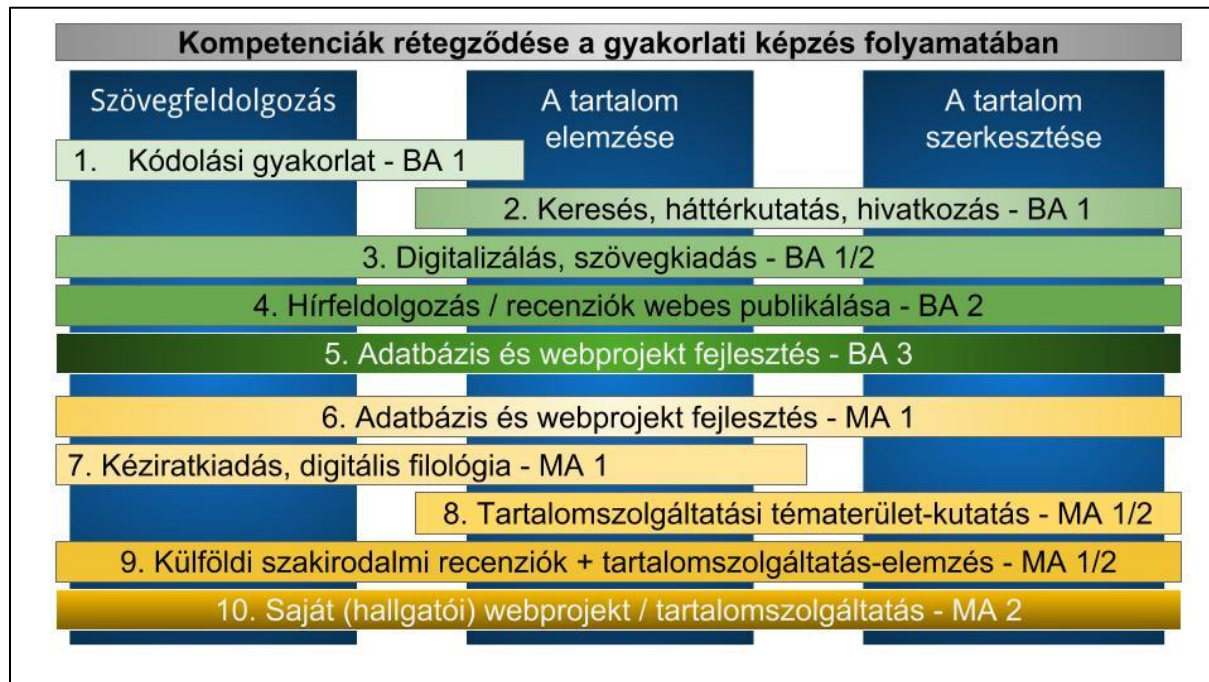 Kompetenciák rétegződése a gyakorlati képzés folyamatában
Szövegfeldolgozás
A tartalom
elemzése
A tartalom
szerkesztése
1. Kódolási gyakorlat - BA 1
2. Keresés, háttérkutatás, hivatkozás - BA 1
3. Digitalizálás, szövegkiadás - BA 1/2
4. Hírfeldolgozás / recenziók webes publikálása - BA 2
5. Adatbázis és webprojekt fejlesztés - BA 3
6. Adatbázis és webprojekt fejlesztés - MA 1
7. Kéziratkiadás, digitális filológia - MA 1
8. Tartalomszolgáltatási tématerület-kutatás - MA 1/2
9. Külföldi szakirodalmi recenziók + tartalomszolgáltatás-elemzés - MA 1/2
10. Saját (hallgatói) webprojekt / tartalomszolgáltatás - MA 2